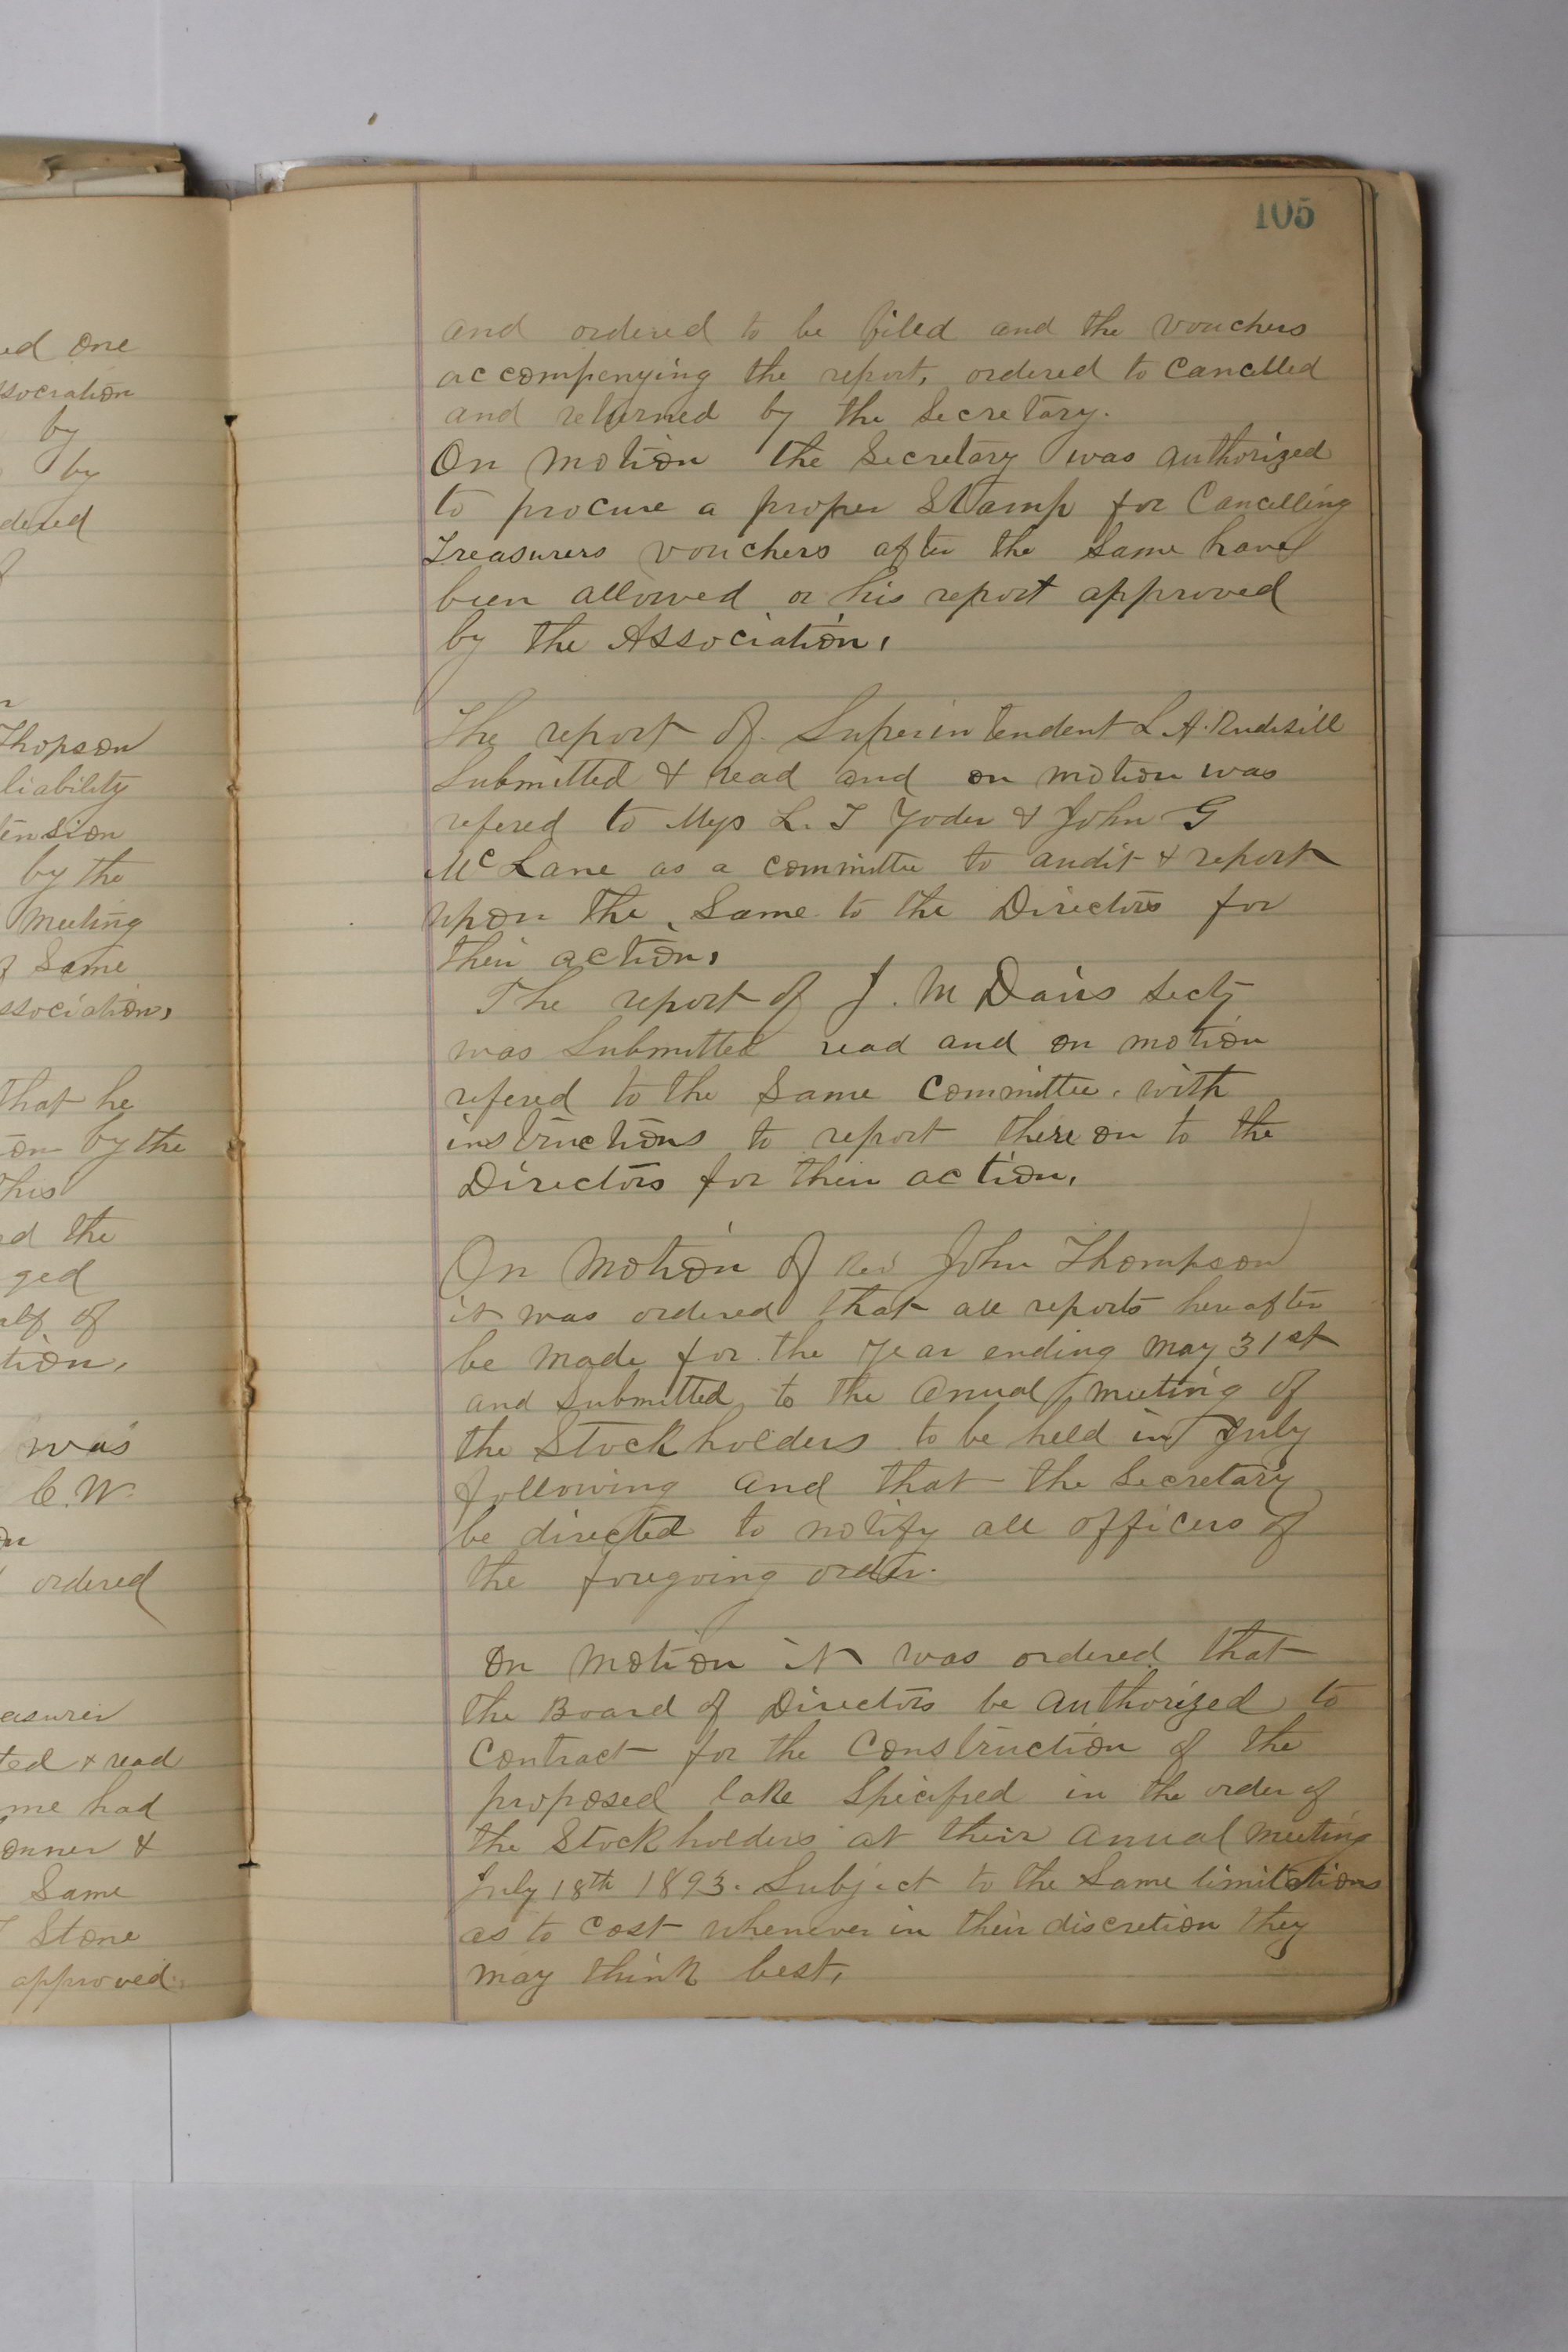 ed One
ssociation
by
by
dered
Thopson
liability
tension
by the
meeting
of Same
ssociation,
that he
ion by the
this
ed the
ged
alf of
tion,
was
C. W.
on
ordered
easurer
ted & read
me had
onner &
Same
Stone
approved.
105
and ordered to be filed and the vouchers
accompenying the report, ordered to Cancelled
and returned by the Secretary.
On motion the Secretary was authorized
to procure a proper Stamp for Cancelling
Treasurers vouchers after the Same have
been allowed or his report approved
by the Association,
The report of Superintendent L. A. Rudisill
Submitted & read and on motion was
refered to L. T Yoder & John G
McLane as a committee to audit & report
upon the Same to the Directors for
their action,
The report of J. M Davis Secty
was Submitted read and on motion
refered to the Same Committee. with
instructions to report there on to the
Directors for their action,
On Motion of Rev John Thompson
it was ordered that all reports hereafter
be made for the year ending May 31st
and Submitted to the anual meeting of
the Stockholders to be held in July
following and that the Secretary
be directed to notify all officers of
the foregoing order.
On Motion it was ordered that
the Board of Directors be authorized to
Contract for the Construction of the
proposed lake Specified in the order of
the Stockholders at their anual meeting
July 18th 1893. Subject to the Same limitations
as to Cost whenever in their discretion they
may think best,